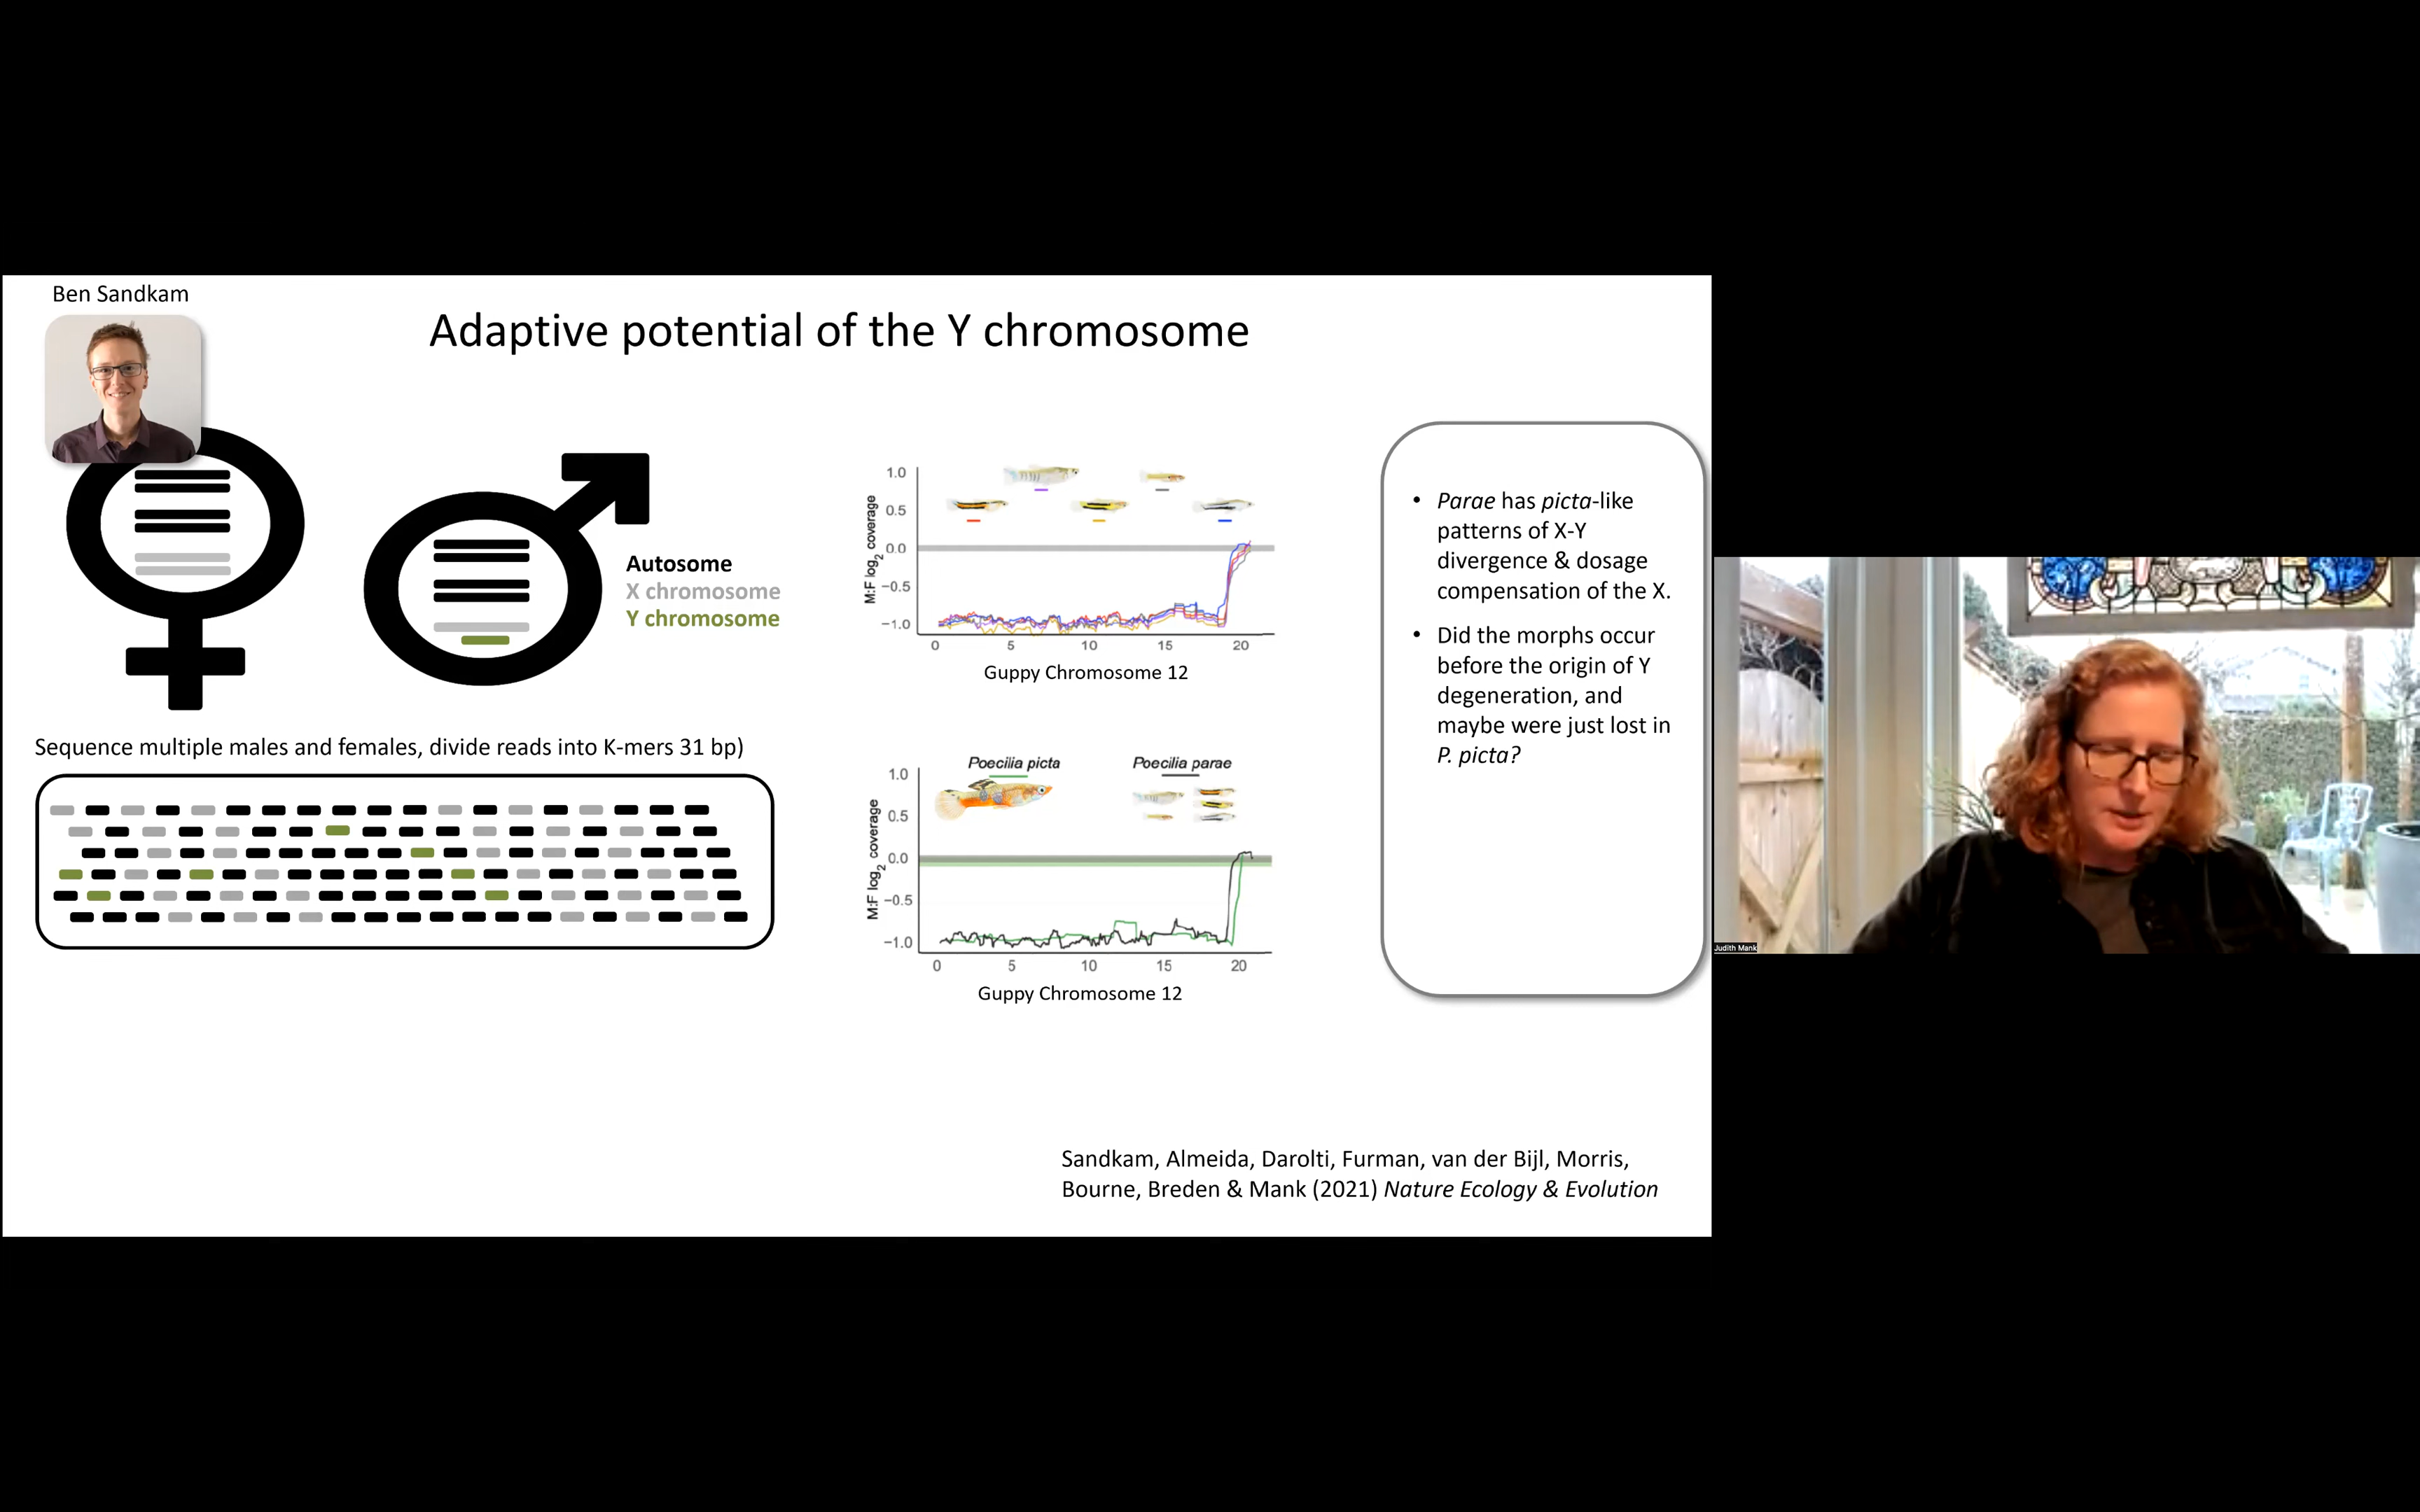 Ben Sandkam
Adaptive potential of the Y chromosome
Autosome
X chromosome
Y chromosome
Sequence multiple males and females, divide reads into K-mers 31 bp)
M:F log2 coverage
1.0
0.5
0.0
−0.5
−1.0
0 5 10 15 20
Guppy Chromosome 12
Poecilia picta Poecilia parae
M:F log2 coverage
1.0
0.5
0.0
−0.5
−1.0
0 5 10 15 20
Guppy Chromosome 12
• Parae has picta-like
patterns of X-Y
divergence & dosage
compensation of the X.
• Did the morphs occur
before the origin of Y
degeneration, and
maybe were just lost in
P. picta?
Sandkam, Almeida, Darolti, Furman, van der Bijl, Morris,
Bourne, Breden & Mank (2021) Nature Ecology & Evolution
Judith Mank